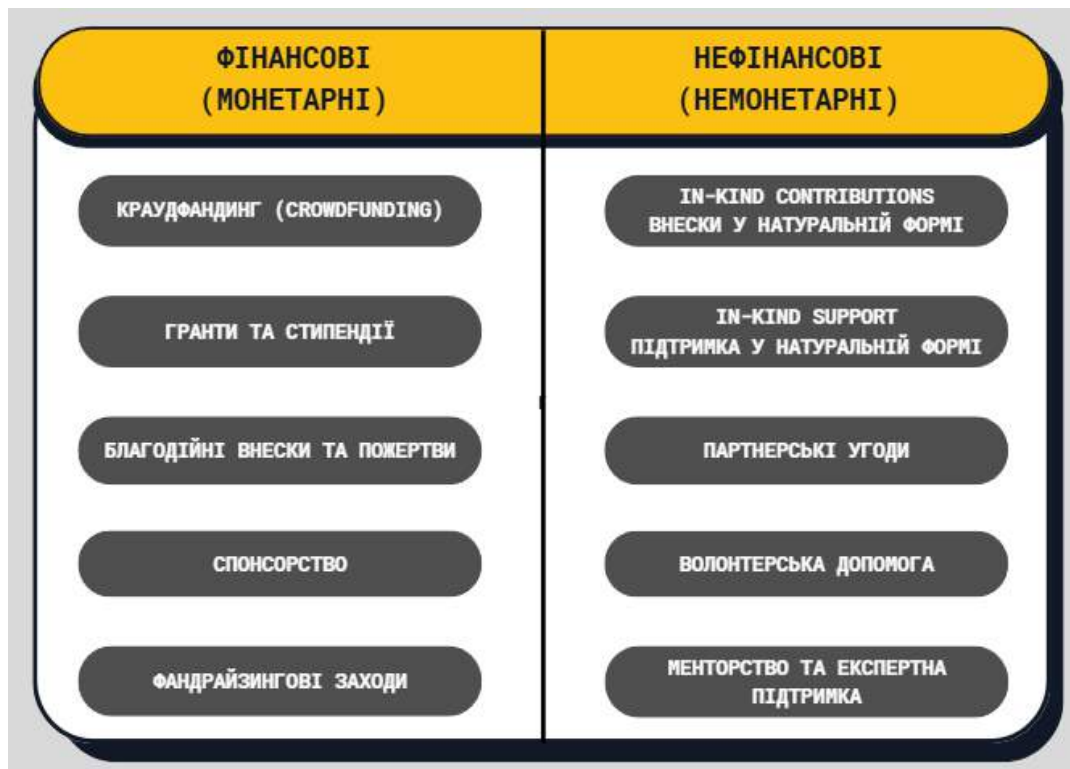 ФІНАНСОВІ
(МОНЕТАРНІ)
НЕФІНАНСОВІ
(НЕМОНЕТАРНІ)
КРАУДФАНДИНГ (CROWDFUNDING)
IN-KIND CONTRIBUTIONS
ВНЕСКИ У НАТУРАЛЬНІЙ ФОРМІ
ГРАНТИ ТА СТИПЕНДІЇ
IN-KIND SUPPORT
ПІДТРИМКА У НАТУРАЛЬНІЙ ФОРМІ
БЛАГОДІЙНІ ВНЕСКИ ТА ПОЖЕРТВИ
ПАРТНЕРСЬКІ УГОДИ
СПОНСОРСТВО
ВОЛОНТЕРСЬКА ДОПОМОГА
ФАНДРАЙЗИНГОВІ ЗАХОДИ
МЕНТОРСТВО ТА ЕКСПЕРТНА
ПІДТРИМКА